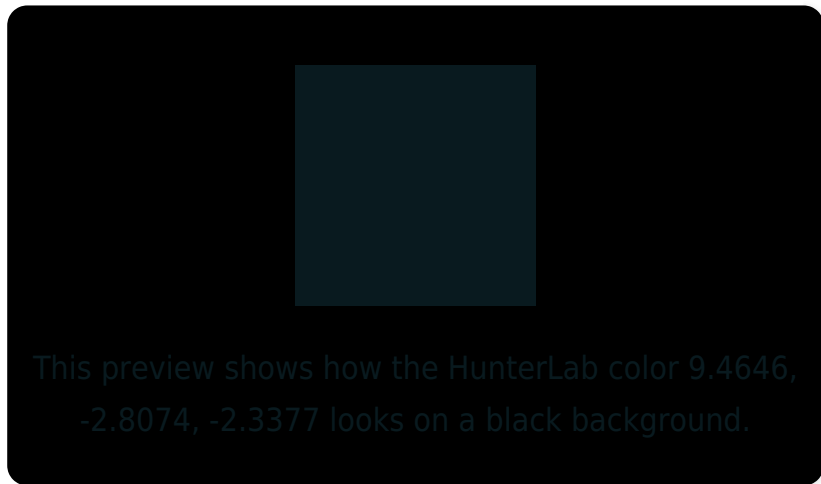 This preview shows how the HunterLab color 9.4646,
-2.8074, -2.3377 looks on a black background.